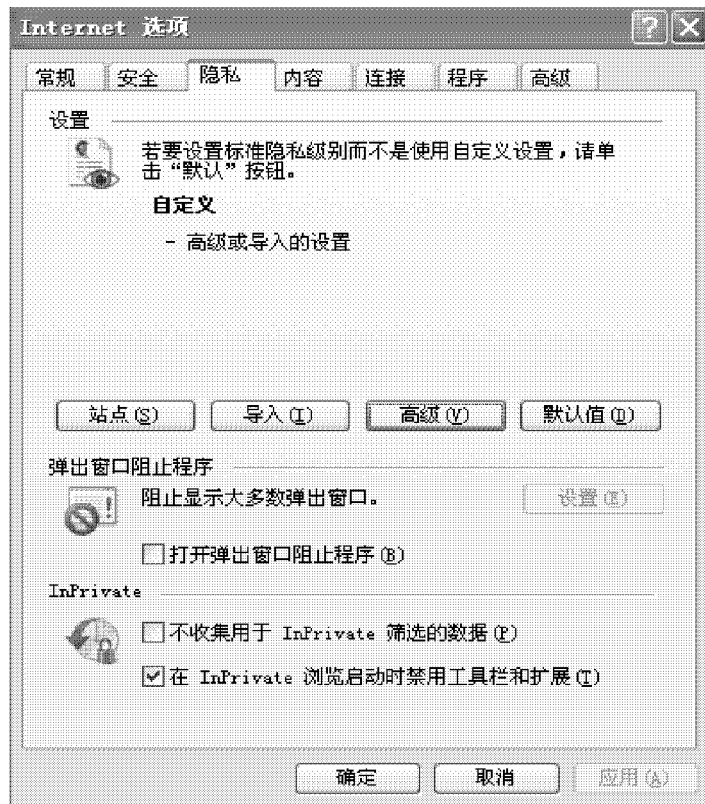 Internet 选项
常规 安全 隐私 内容 连接 程序 高级
设置
若要设置标准隐私级别而不是使用自定义设置，请单
击“默认”按钮。
自定义
- 高级或导入的设置
站点(S) 导入(I) 高级(V) 默认值(D)
弹出窗口阻止程序
阻止显示大多数弹出窗口。 设置(E)
打开弹出窗口阻止程序(B)
InPrivate
不收集用于 InPrivate 筛选的数据(P)
在 InPrivate 浏览启动时禁用工具栏和扩展(T)
确定 取消 应用(A)